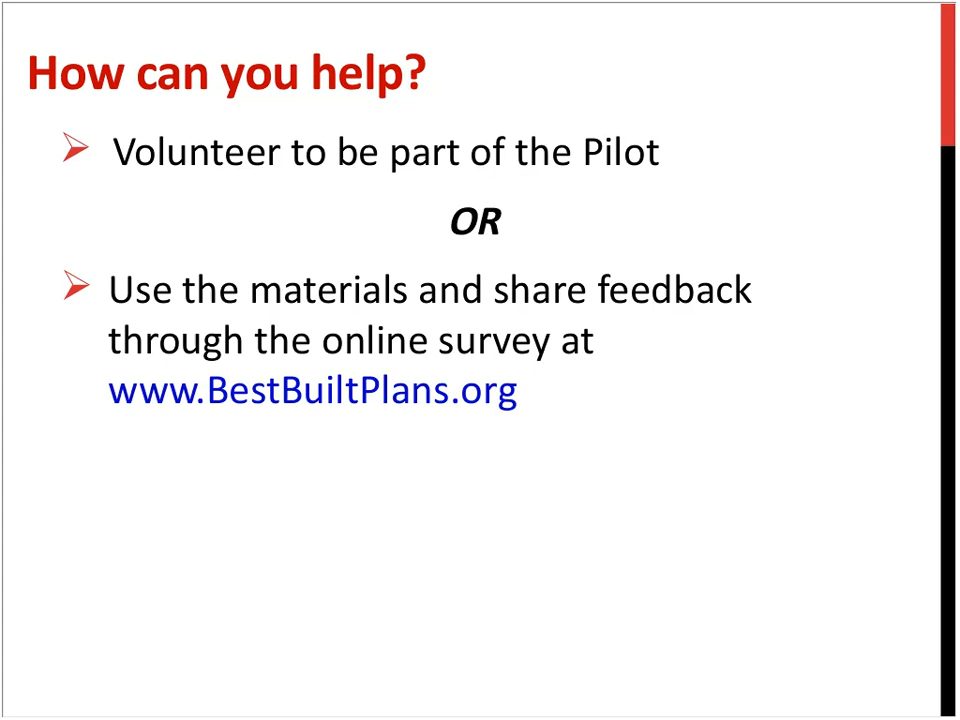 How can you help?
Volunteer to be part of the Pilot
OR
Use the materials and share feedback
through the online survey at
www.BestBuiltPlans.org